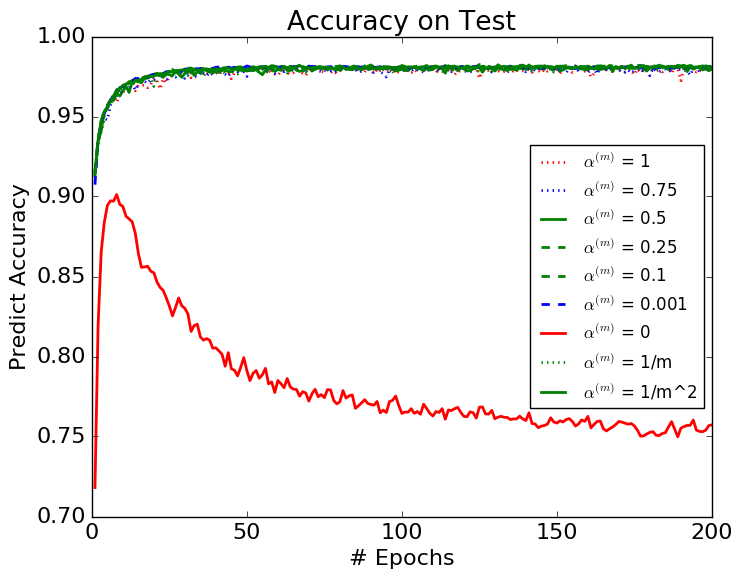 Accuracy on Test
1.00
0.95
0.90
0.85
0.80
0.75
0.70
Predict Accuracy
α^(m) = 1
α^(m) = 0.75
α^(m) = 0.5
α^(m) = 0.25
α^(m) = 0.1
α^(m) = 0.001
α^(m) = 0
α^(m) = 1/m
α^(m) = 1/m^2
0 50 100 150 200
# Epochs